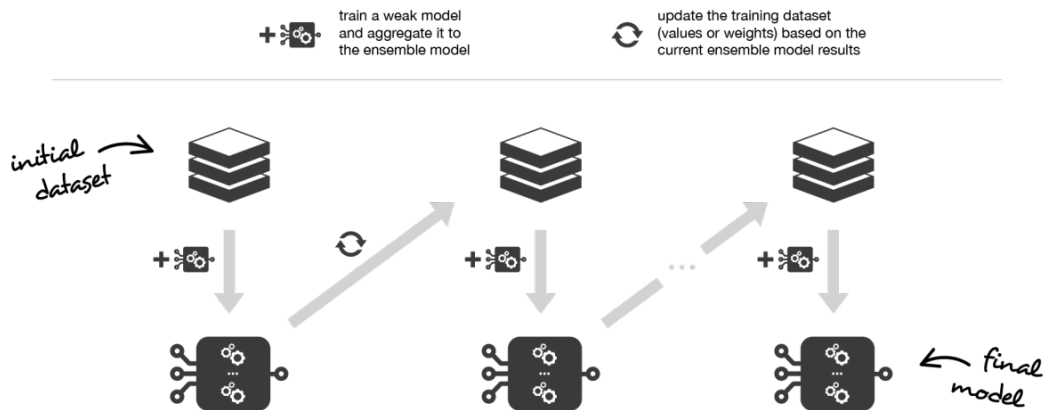 train a weak model
and aggregate it to
the ensemble model
update the training dataset
(values or weights) based on the
current ensemble model results
initial
dataset
final
model